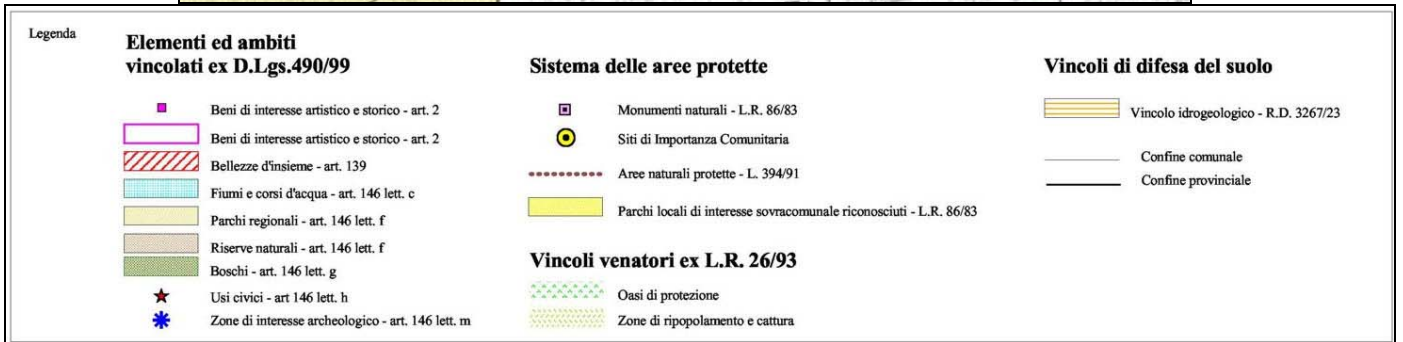 Legenda
Elementi ed ambiti
vincolati ex D.Lgs.490/99
Beni di interesse artistico e storico - art. 2
Beni di interesse artistico e storico - art. 2
Bellezze d'insieme - art. 139
Fiumi e corsi d'acqua - art. 146 lett. c
Parchi regionali - art. 146 lett. f
Riserve naturali - art. 146 lett. f
Boschi - art. 146 lett. g
Usi civici - art 146 lett. h
Zone di interesse archeologico - art. 146 lett. m
Sistema delle aree protette
Monumenti naturali - L.R. 86/83
Siti di Importanza Comunitaria
Aree naturali protette - L. 394/91
Parchi locali di interesse sovracomunale riconosciuti - L.R. 86/83
Vincoli venatori ex L.R. 26/93
Oasi di protezione
Zone di ripopolamento e cattura
Vincoli di difesa del suolo
Vincolo idrogeologico - R.D. 3267/23
Confine comunale
Confine provinciale